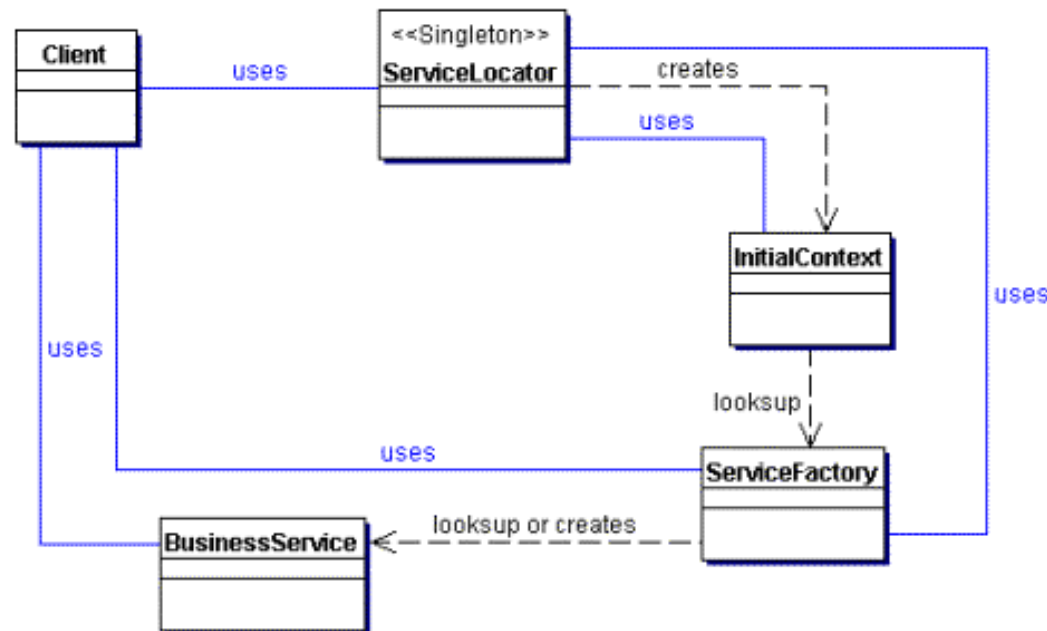 <<Singleton>>
Client
uses
ServiceLocator
creates
uses
InitialContext
uses
uses
looksup
uses
ServiceFactory
looksup or creates
BusinessService